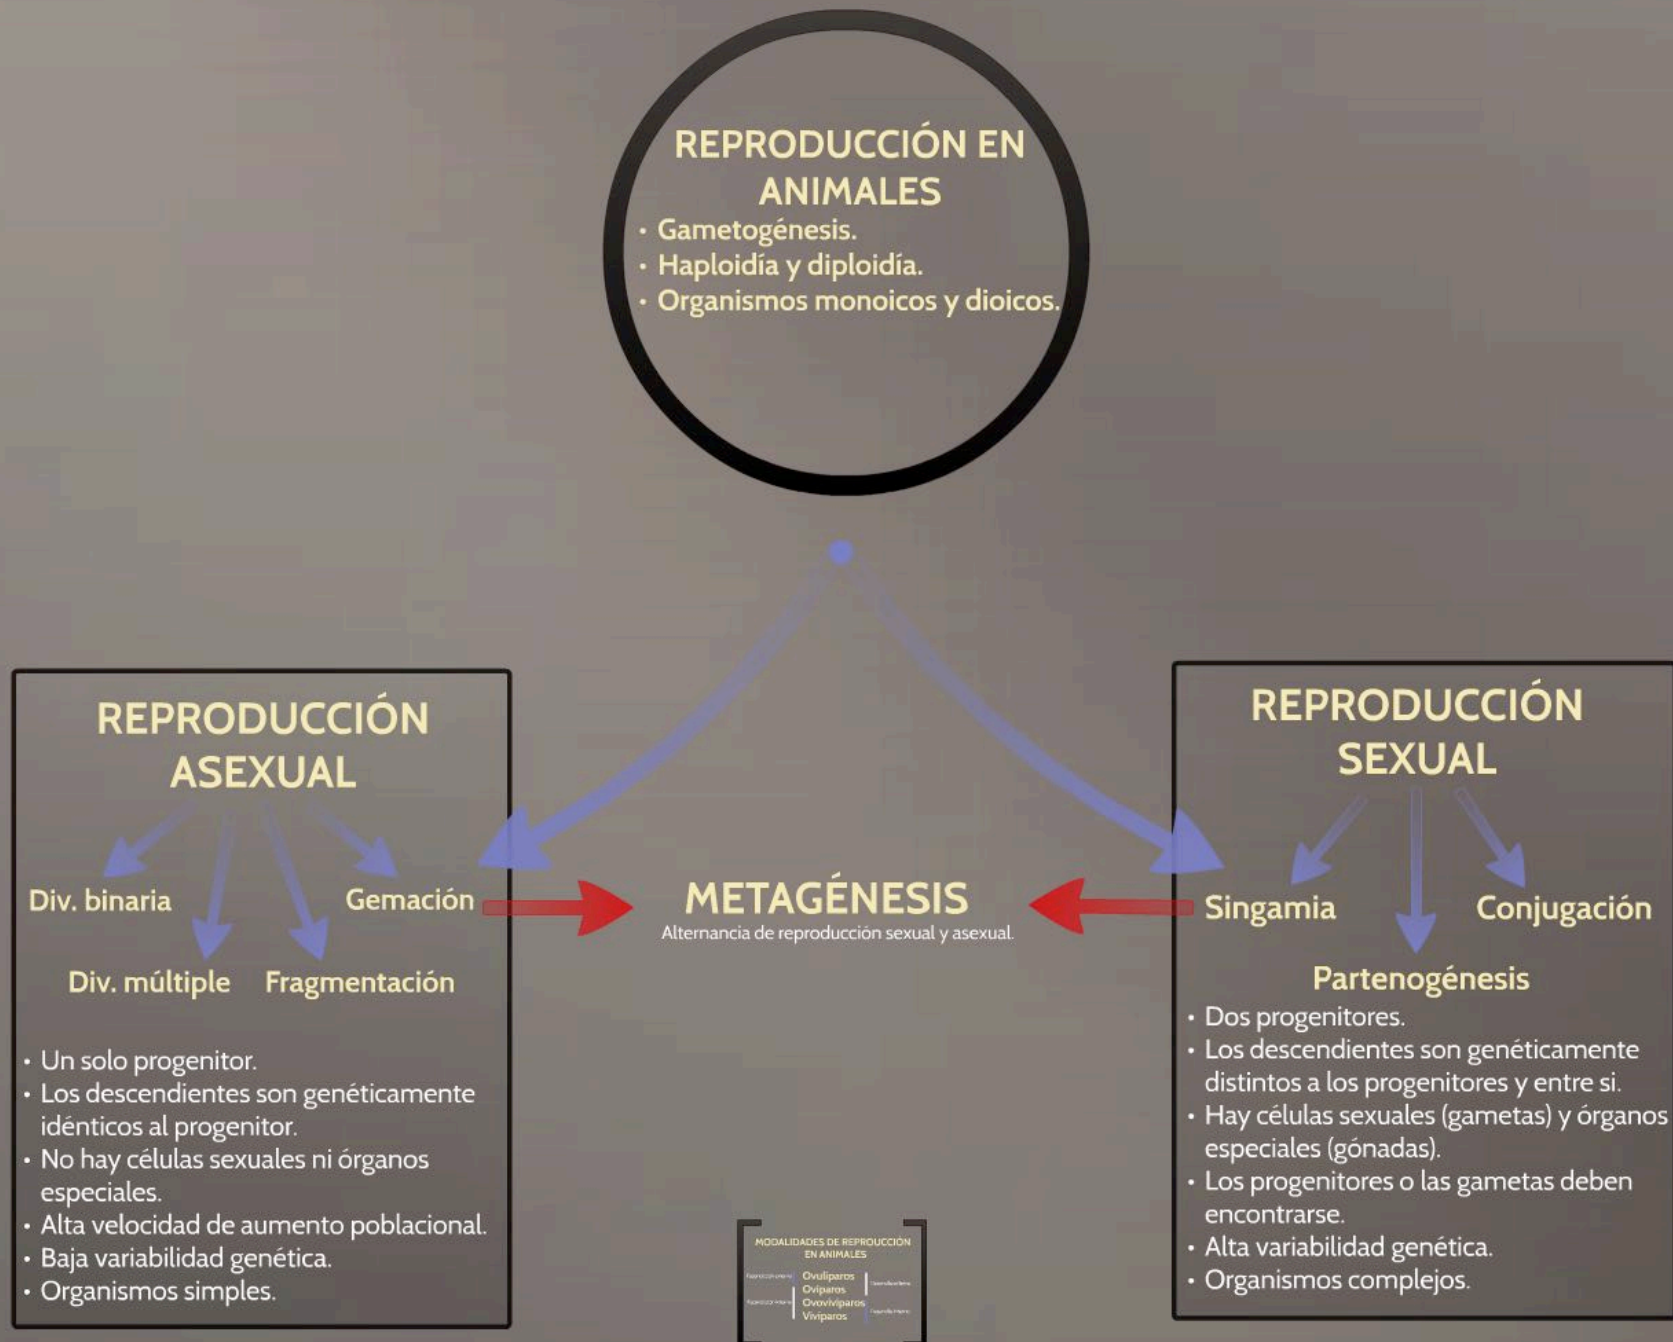 REPRODUCCIÓN EN
ANIMALES
• Gametogénesis.
• Haploidía y diploidía.
• Organismos monoicos y dioicos.
REPRODUCCIÓN
ASEXUAL
Div. binaria
Gemación
Div. múltiple
Fragmentación
• Un solo progenitor.
• Los descendientes son genéticamente
idénticos al progenitor.
• No hay células sexuales ni órganos
especiales.
• Alta velocidad de aumento poblacional.
• Baja variabilidad genética.
• Organismos simples.
METAGÉNESIS
Alternancia de reproducción sexual y asexual.
REPRODUCCIÓN
SEXUAL
Singamia
Conjugación
Partenogénesis
• Dos progenitores.
• Los descendientes son genéticamente
distintos a los progenitores y entre si.
• Hay células sexuales (gametas) y órganos
especiales (gónadas).
• Los progenitores o las gametas deben
encontrarse.
• Alta variabilidad genética.
• Organismos complejos.
MODALIDADES DE REPRODUCCIÓN
EN ANIMALES
Ovulíparos
Ovíparos
Ovovivíparos
Vivíparos